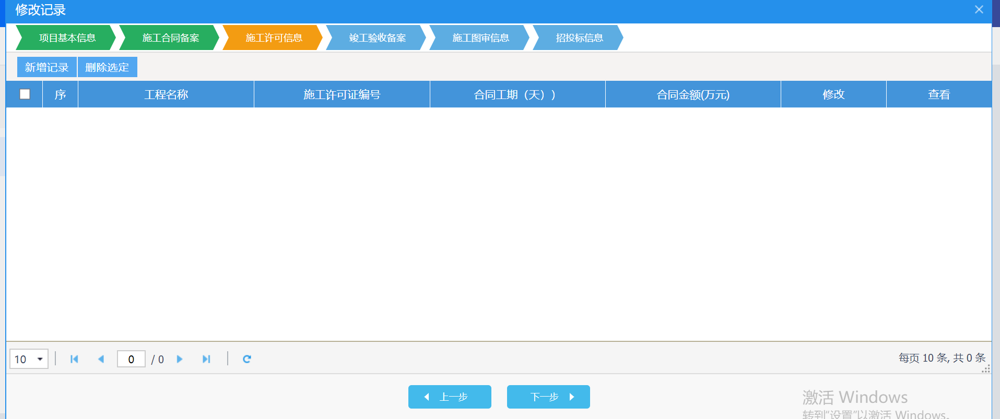 修改记录
项目基本信息 施工合同备案 施工许可信息 竣工验收备案 施工图审信息 招投标信息
新增记录 删除选定
序 工程名称 施工许可证编号 合同工期（天）） 合同金额(万元) 修改 查看
10 0 / 0 每页 10 条, 共 0 条
上一步 下一步
激活 Windows
转到"设置"以激活 Windows。